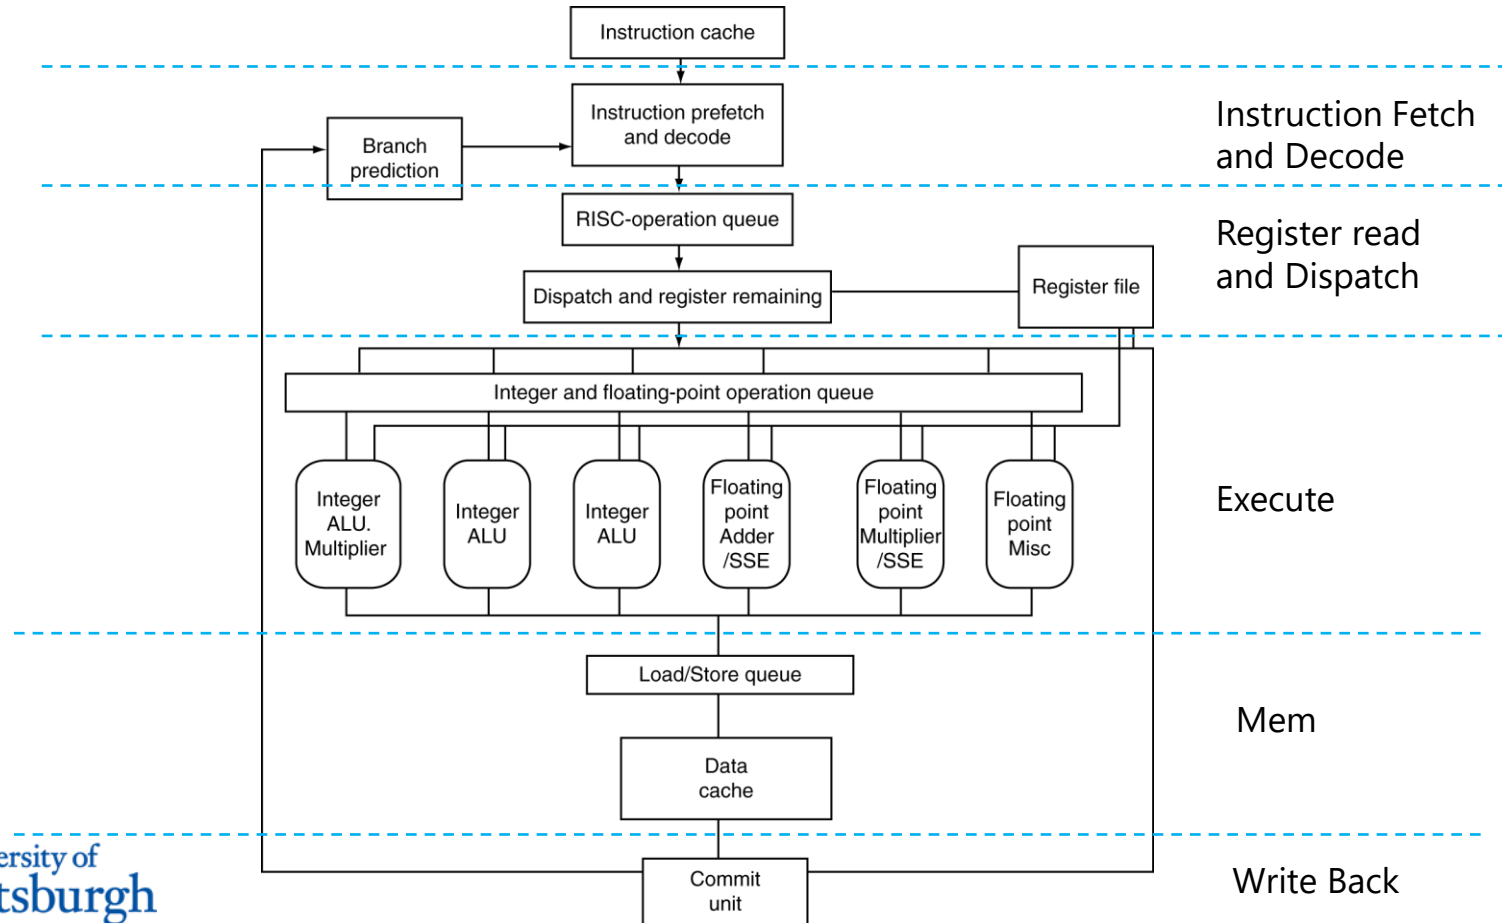 Instruction cache
Instruction prefetch
and decode
Branch
prediction
Instruction Fetch
and Decode
RISC-operation queue
Dispatch and register remaining
Register file
Register read
and Dispatch
Integer and floating-point operation queue
Integer
ALU.
Multiplier
Integer
ALU
Integer
ALU
Floating
point
Adder
/SSE
Floating
point
Multiplier
/SSE
Floating
point
Misc
Execute
Load/Store queue
Data
cache
Mem
Commit
unit
Write Back
ersity of
tsburgh